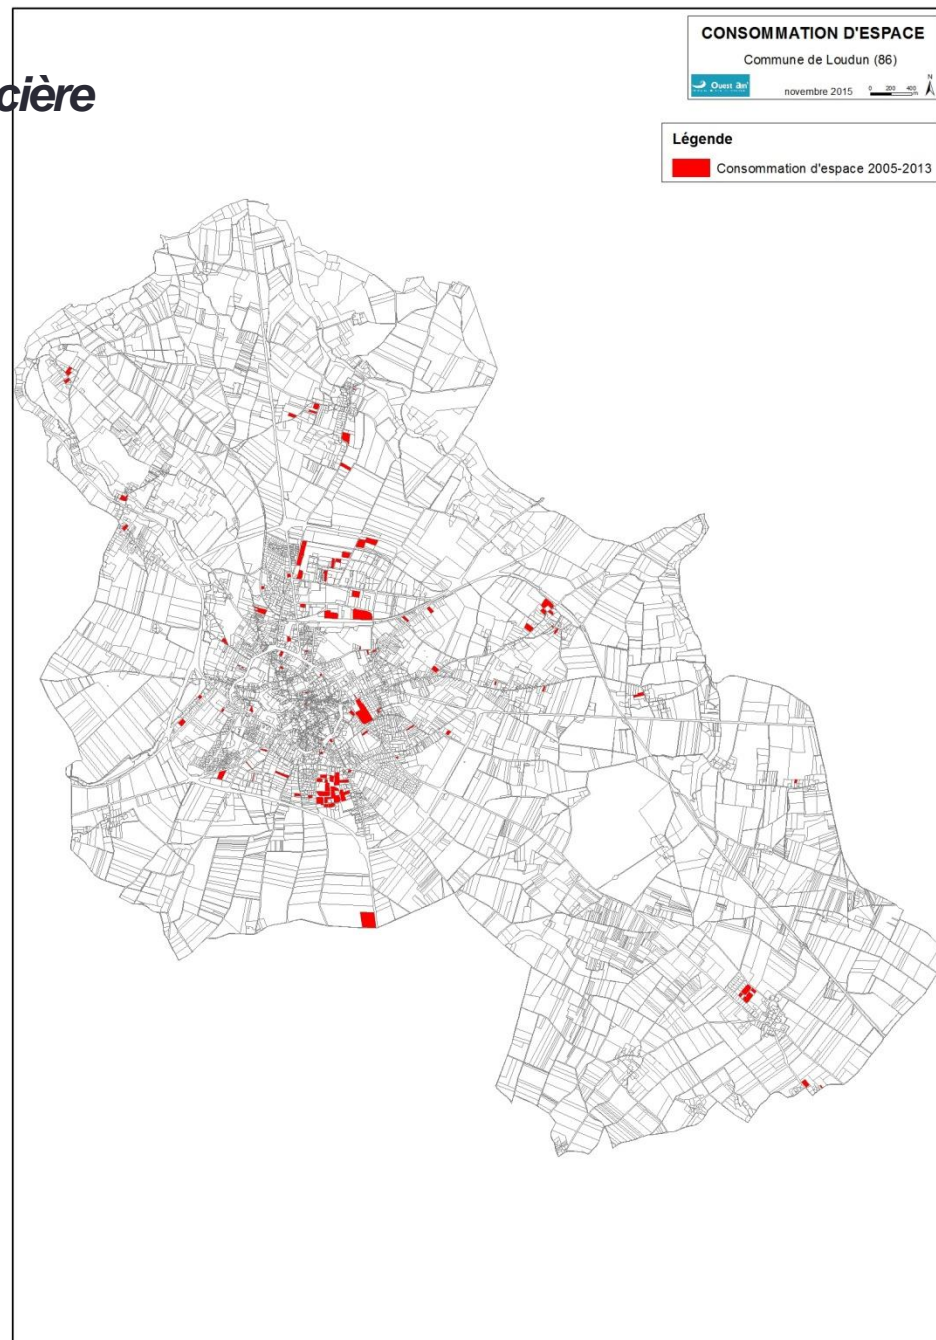 CONSOMMATION D'ESPACE
Commune de Loudun (86)
Ouest am'
novembre 2015
0 200 400
m
N
cière
Légende
Consommation d'espace 2005-2013